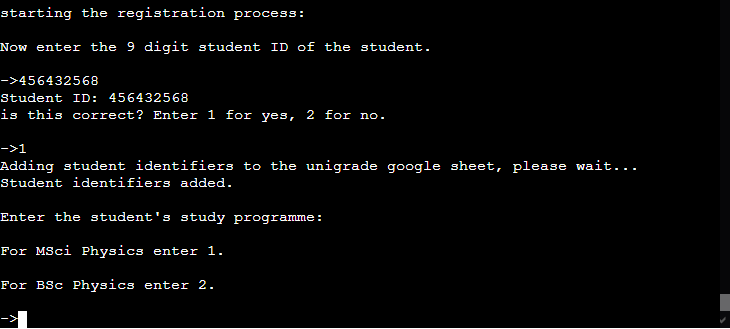 starting the registration process:
Now enter the 9 digit student ID of the student.
->456432568
Student ID: 456432568
is this correct? Enter 1 for yes, 2 for no.
->1
Adding student identifiers to the unigrade google sheet, please wait...
Student identifiers added.
Enter the student's study programme:
For MSci Physics enter 1.
For BSc Physics enter 2.
->